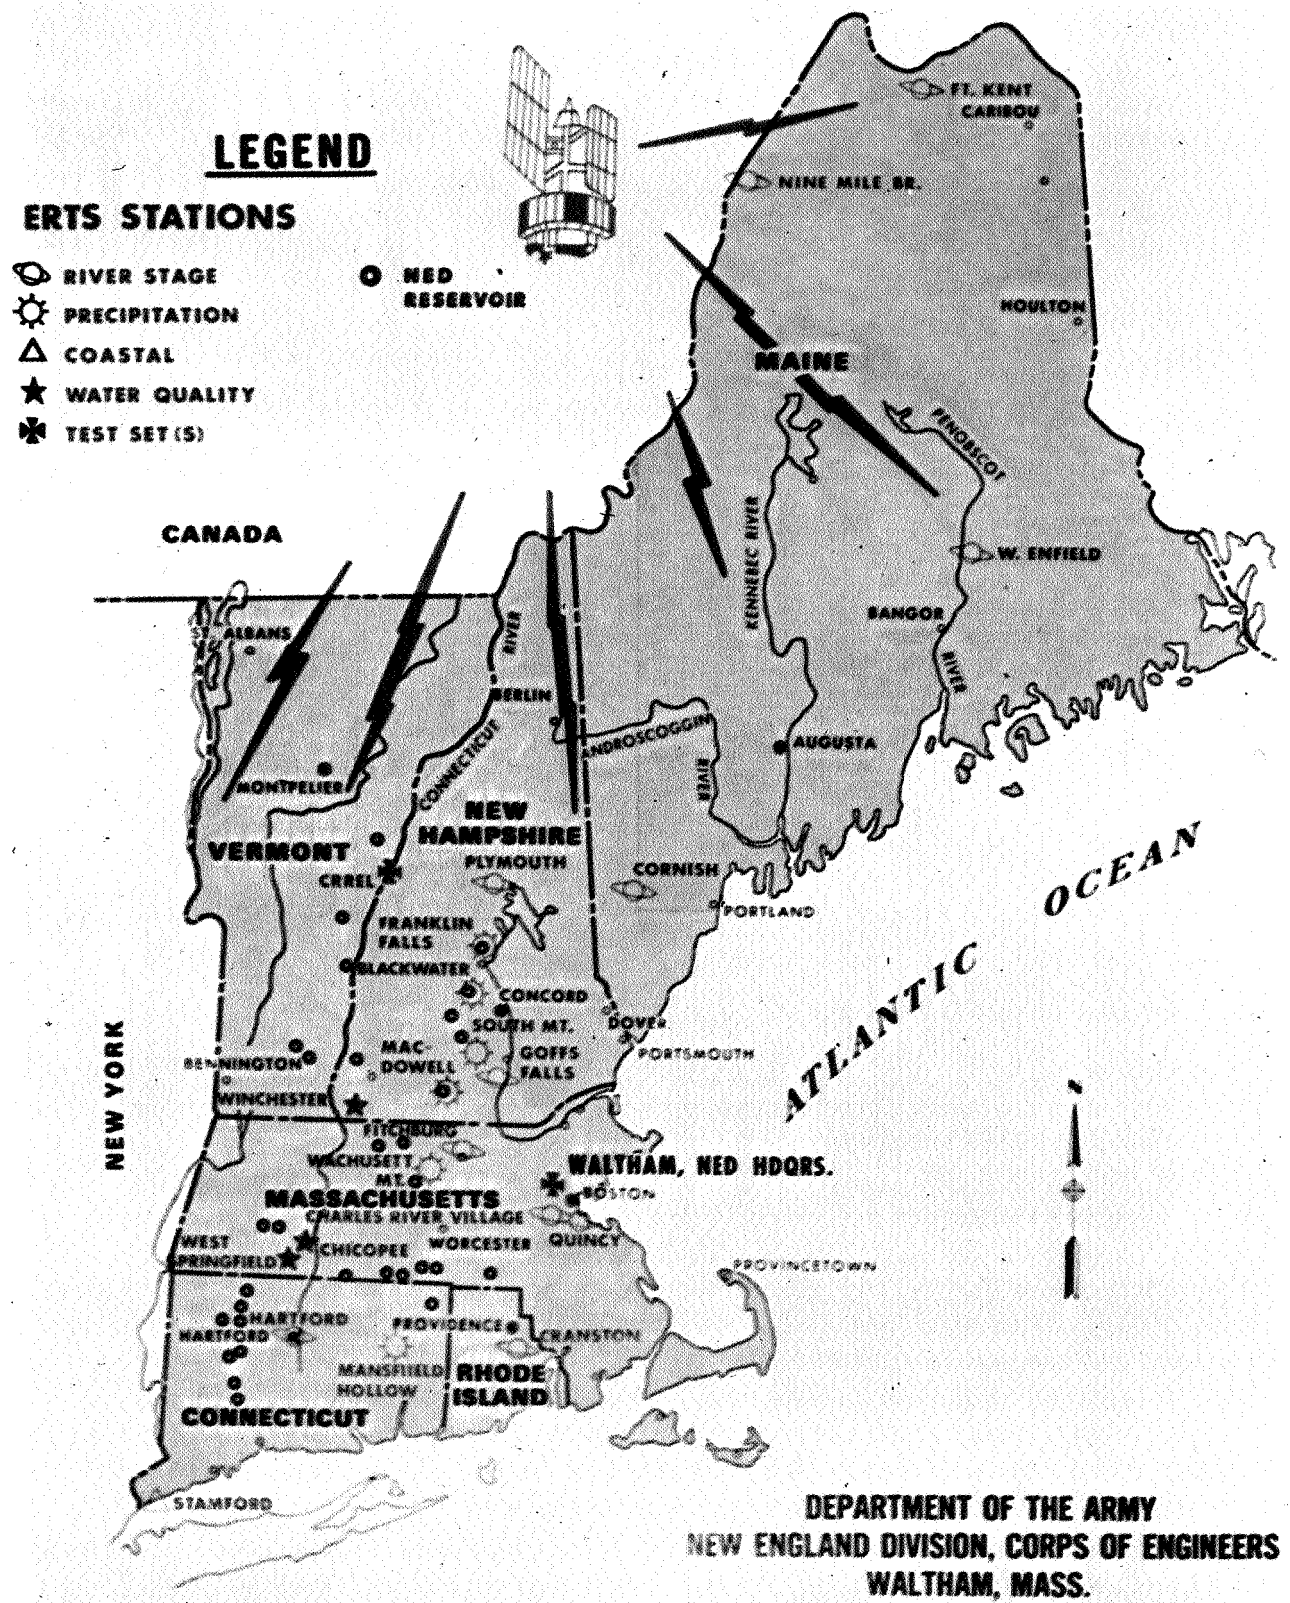 LEGEND
ERTS STATIONS
RIVER STAGE
PRECIPITATION
COASTAL
WATER QUALITY
TEST SET(S)
NED
RESERVOIR
FT. KENT
CARIBOU
NINE MILE BR.
HOULTON
MAINE
PENOBSCOT
KENNEBEC RIVER
W. ENFIELD
BANGOR
RIVER
CANADA
ST. ALBANS
RIVER
BERLIN
ANDROSCOGGIN
RIVER
AUGUSTA
CONNECTICUT
MONTPELIER
NEW
HAMPSHIRE
VERMONT
PLYMOUTH
CORNISH
CRREL
PORTLAND
FRANKLIN
FALLS
BLACKWATER
CONCORD
SOUTH MT.
DOVER
PORTSMOUTH
MAC-
DOWELL
GOFFS
FALLS
BENNINGTON
WINCHESTER
NEW YORK
ATLANTIC OCEAN
N
FITCHBURG
WACHUSETT
MT.
WALTHAM, NED HDQRS.
BOSTON
MASSACHUSETTS
CHARLES RIVER VILLAGE
WEST
SPRINGFIELD
CHICOPEE
WORCESTER
QUINCY
PROVINCETOWN
HARTFORD
HARTFORD
PROVIDENCE
CRANSTON
MANSFIIELD
HOLLOW
RHODE
ISLAND
CONNECTICUT
STAMFORD
DEPARTMENT OF THE ARMY
NEW ENGLAND DIVISION, CORPS OF ENGINEERS
WALTHAM, MASS.